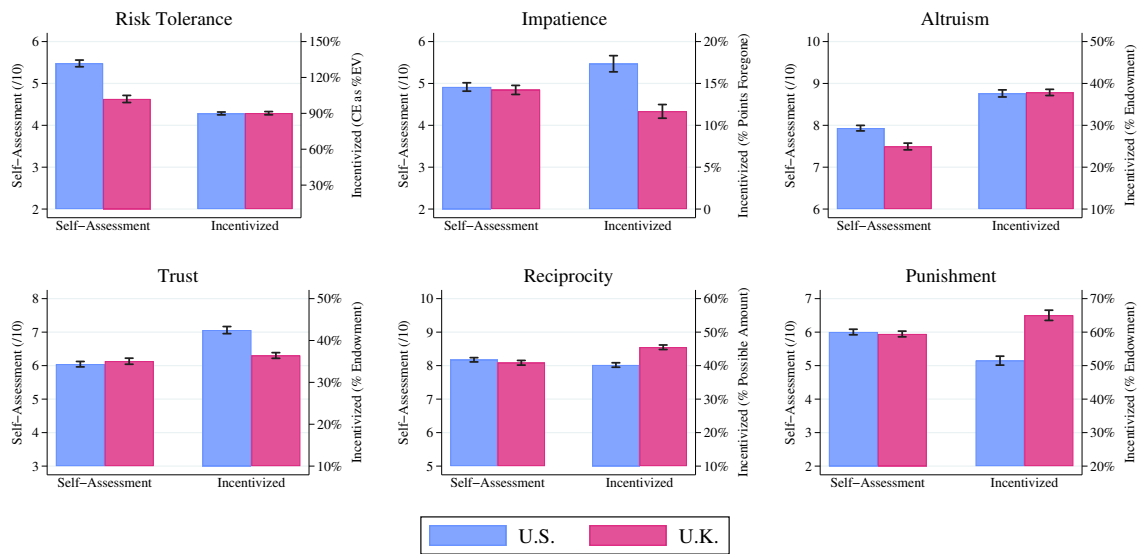 Risk Tolerance
Self−Assessment (/10)
6
5
4
3
2
150%
120%
90%
60%
30%
Incentivized (CE as %EV)
Self−Assessment Incentivized
Impatience
Self−Assessment (/10)
6
5
4
3
2
20%
15%
10%
5%
0
Incentivized (% Points Foregone)
Self−Assessment Incentivized
Altruism
Self−Assessment (/10)
10
9
8
7
6
50%
40%
30%
20%
10%
Incentivized (% Endowment)
Self−Assessment Incentivized
Trust
Self−Assessment (/10)
8
7
6
5
4
3
50%
40%
30%
20%
10%
Incentivized (% Endowment)
Self−Assessment Incentivized
Reciprocity
Self−Assessment (/10)
10
9
8
7
6
5
60%
50%
40%
30%
20%
10%
Incentivized (% Possible Amount)
Self−Assessment Incentivized
Punishment
Self−Assessment (/10)
7
6
5
4
3
2
70%
60%
50%
40%
30%
20%
Incentivized (% Endowment)
Self−Assessment Incentivized
U.S. U.K.